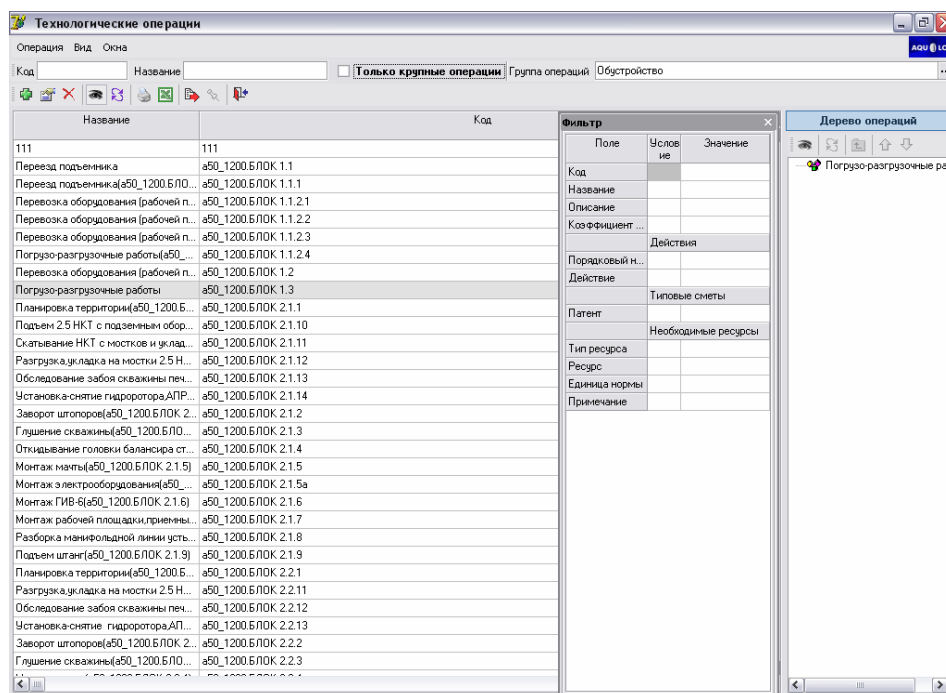 Технологические операции
Операция Вид Окна
AQU LO
Код Название Только крупные операции Группа операций Обустройство ...
Название Код
111 111
Переезд подъемника а50_1200.БЛОК 1.1
Переезд подъемника(а50_1200.БЛО... а50_1200.БЛОК 1.1.1
Перевозка оборудования (рабочей п... а50_1200.БЛОК 1.1.2.1
Перевозка оборудования (рабочей п... а50_1200.БЛОК 1.1.2.2
Перевозка оборудования (рабочей п... а50_1200.БЛОК 1.1.2.3
Погрузо-разгрузочные работы(а50_... а50_1200.БЛОК 1.1.2.4
Перевозка оборудования (рабочей п... а50_1200.БЛОК 1.2
Погрузо-разгрузочные работы а50_1200.БЛОК 1.3
Планировка территории(а50_1200.Б... а50_1200.БЛОК 2.1.1
Подъем 2.5 НКТ с подземным обор... а50_1200.БЛОК 2.1.10
Скатывание НКТ с мостков и уклад... а50_1200.БЛОК 2.1.11
Разгрузка,укладка на мостки 2.5 Н... а50_1200.БЛОК 2.1.12
Обследование забоя скважины печ... а50_1200.БЛОК 2.1.13
Установка-снятие гидроротора,АПР... а50_1200.БЛОК 2.1.14
Заворот штопоров(а50_1200.БЛОК 2... а50_1200.БЛОК 2.1.2
Глушение скважины(а50_1200.БЛО... а50_1200.БЛОК 2.1.3
Откидывание головки балансира ст... а50_1200.БЛОК 2.1.4
Монтаж мачты(а50_1200.БЛОК 2.1.5) а50_1200.БЛОК 2.1.5
Монтаж электрооборудования(а50_... а50_1200.БЛОК 2.1.5а
Монтаж ГИВ-6(а50_1200.БЛОК 2.1.6) а50_1200.БЛОК 2.1.6
Монтаж рабочей площадки,приемны... а50_1200.БЛОК 2.1.7
Разборка манифольдной линии усть... а50_1200.БЛОК 2.1.8
Подъем штанг(а50_1200.БЛОК 2.1.9) а50_1200.БЛОК 2.1.9
Планировка территории(а50_1200.Б... а50_1200.БЛОК 2.2.1
Разгрузка,укладка на мостки 2.5 Н... а50_1200.БЛОК 2.2.11
Обследование забоя скважины печ... а50_1200.БЛОК 2.2.12
Установка-снятие гидроротора,АП... а50_1200.БЛОК 2.2.13
Заворот штопоров(а50_1200.БЛОК 2... а50_1200.БЛОК 2.2.2
Глушение скважины(а50_1200.БЛО... а50_1200.БЛОК 2.2.3
Фильтр
Поле Услов Значение
ие
Код
Название
Описание
Коэффициент ...
Действия
Порядковый н...
Действие
Типовые сметы
Патент
Необходимые ресурсы
Тип ресурса
Ресурс
Единица нормы
Примечание
Дерево операций
Погрузо-разгрузочные ра